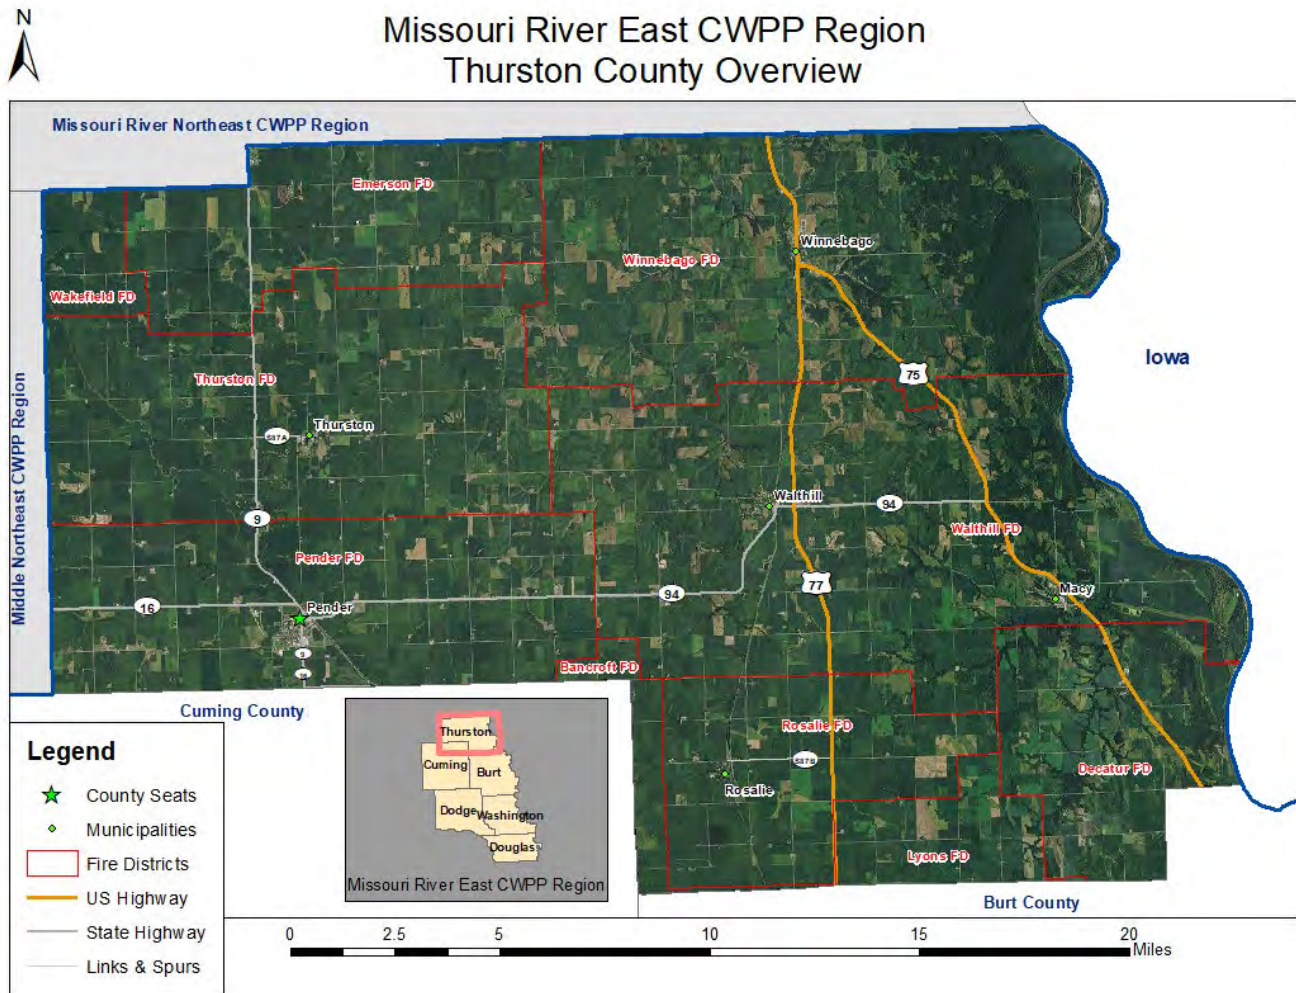 N
Missouri River East CWPP Region
Thurston County Overview
Missouri River Northeast CWPP Region
Middle Northeast CWPP Region
Emerson FD
Winnebago
Winnebago FD
Wakefield FD
Iowa
Thurston FD
75
Thurston
S87A
Walthill
94
9
Walthill FD
Pender FD
77
Macy
94
16
Pender
9
Bancroft FD
Cuming County
Rosalie FD
S87B
Decatur FD
Rosalie
Lyons FD
Burt County
Legend
County Seats
Municipalities
Fire Districts
US Highway
State Highway
Links & Spurs
Thurston
Cuming
Burt
Dodge
Washington
Douglas
Missouri River East CWPP Region
0 2.5 5 10 15 20
Miles